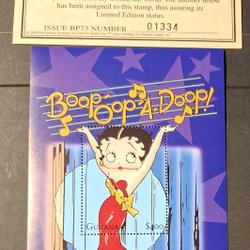 has been assigned to this stamp, thus assuring its
Limited Edition status.
ISSUE BP73 NUMBER 01334
Boop-Oop-A-Doop!
GUYANA
$400